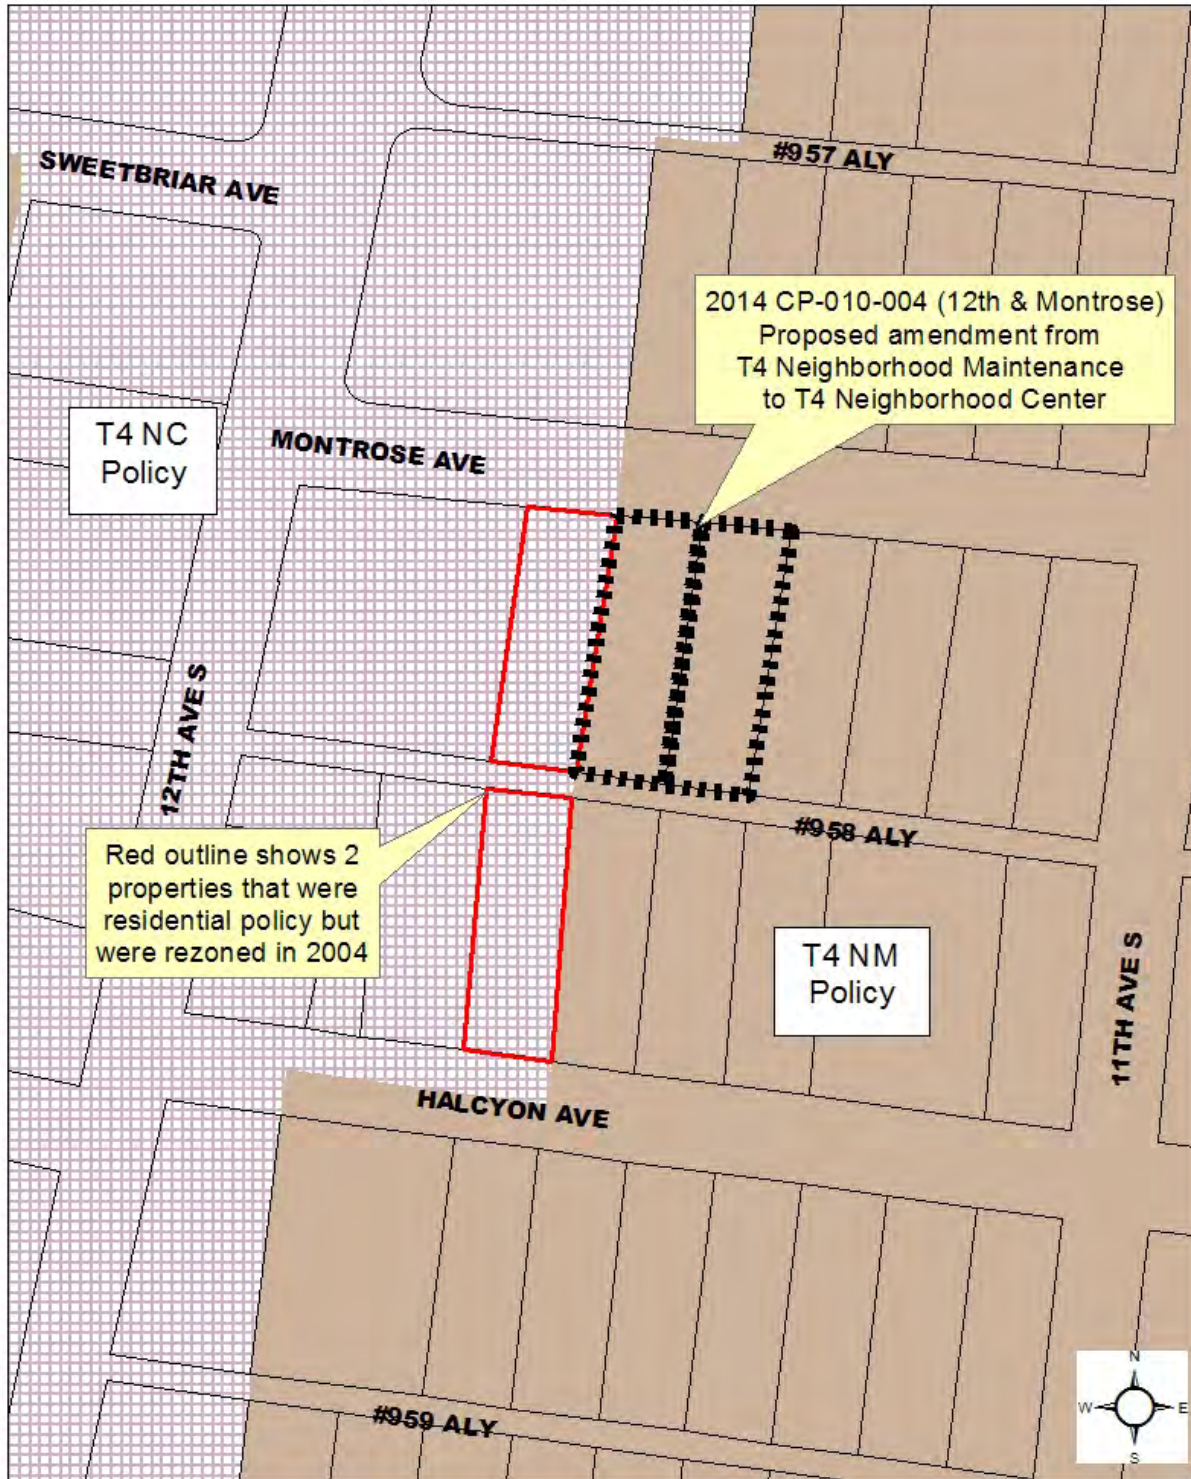 #957 ALY
SWEETBRIAR AVE
2014 CP-010-004 (12th & Montrose)
Proposed amendment from
T4 Neighborhood Maintenance
to T4 Neighborhood Center
T4 NC
Policy
MONTROSE AVE
12TH AVE S
#958 ALY
Red outline shows 2
properties that were
residential policy but
were rezoned in 2004
T4 NM
Policy
11TH AVE S
HALCYON AVE
N
W
E
S
#959 ALY